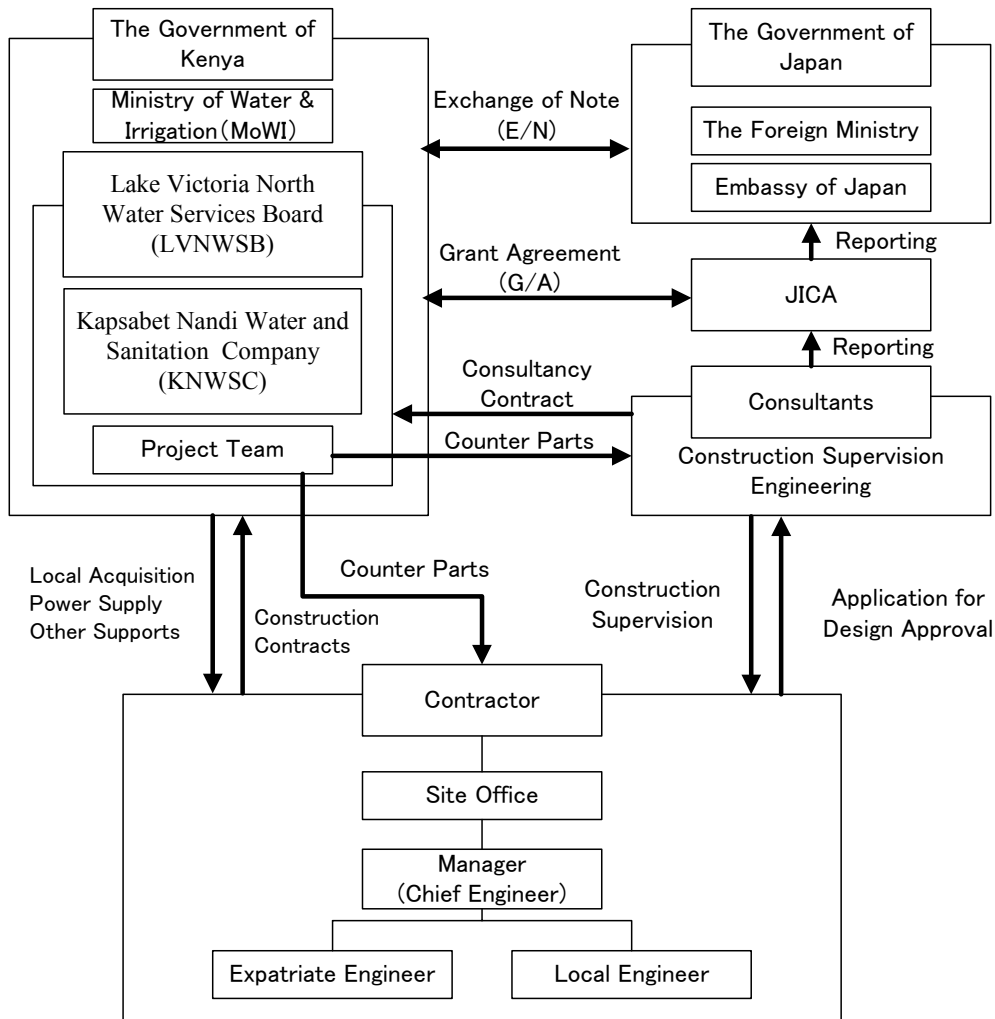 The Government of
Kenya
Ministry of Water &
Irrigation(MoWI)
Lake Victoria North
Water Services Board
(LVNWSB)
Kapsabet Nandi Water and
Sanitation Company
(KNWSC)
Project Team
Exchange of Note
(E/N)
Grant Agreement
(G/A)
Consultancy
Contract
Counter Parts
The Government of
Japan
The Foreign Ministry
Embassy of Japan
Reporting
JICA
Reporting
Consultants
Construction Supervision
Engineering
Local Acquisition
Power Supply
Other Supports
Construction
Contracts
Counter Parts
Construction
Supervision
Application for
Design Approval
Contractor
Site Office
Manager
(Chief Engineer)
Expatriate Engineer
Local Engineer